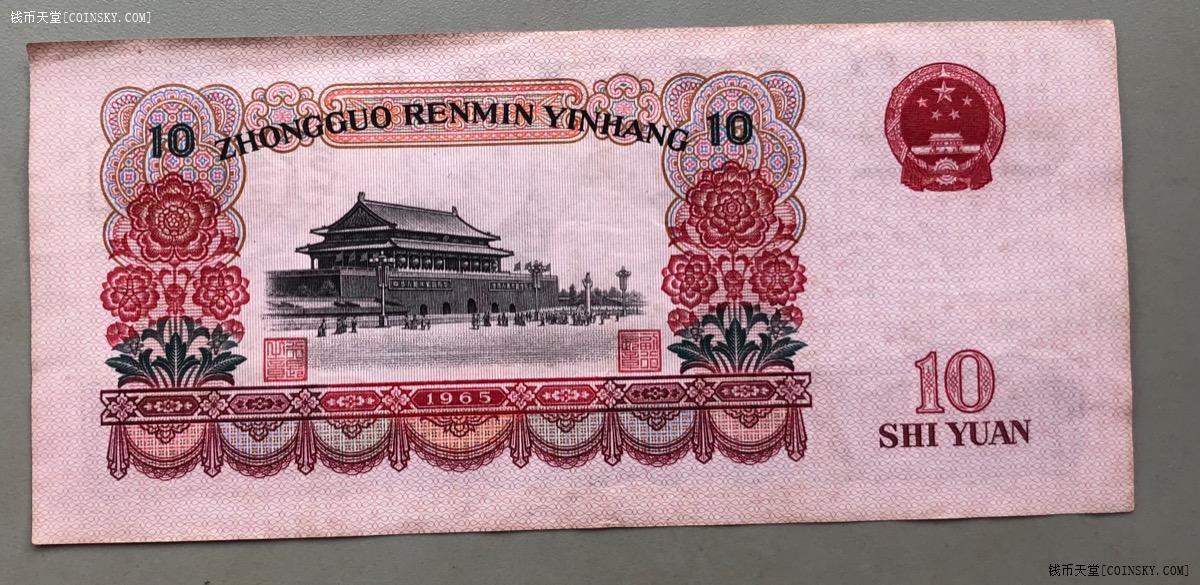 钱币天堂[COINSKY.COM]
10 ZHONGGUO RENMIN YINHANG 10
1965
10
SHI YUAN
钱币天堂[COINSKY.COM]